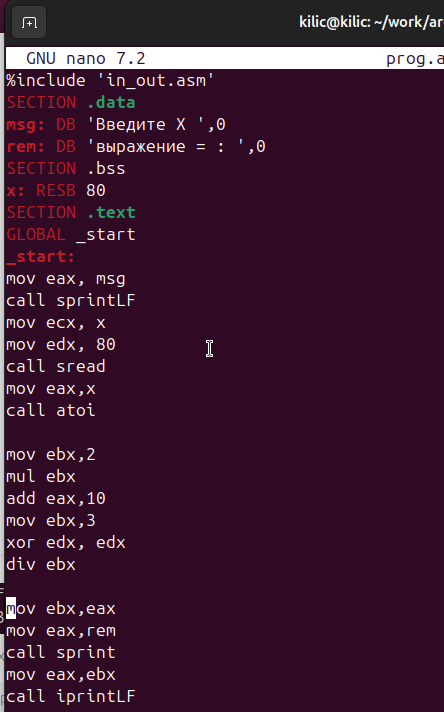 kilic@kilic: ~/work/ar
GNU nano 7.2 prog.a
%include 'in_out.asm'
SECTION .data
msg: DB 'Введите X ',0
rem: DB 'выражение = : ',0
SECTION .bss
x: RESB 80
SECTION .text
GLOBAL _start
_start:
mov eax, msg
call sprintLF
mov ecx, x
mov edx, 80
call sread
mov eax,x
call atoi

mov ebx,2
mul ebx
add eax,10
mov ebx,3
xor edx, edx
div ebx

mov ebx,eax
mov eax,rem
call sprint
mov eax,ebx
call iprintLF